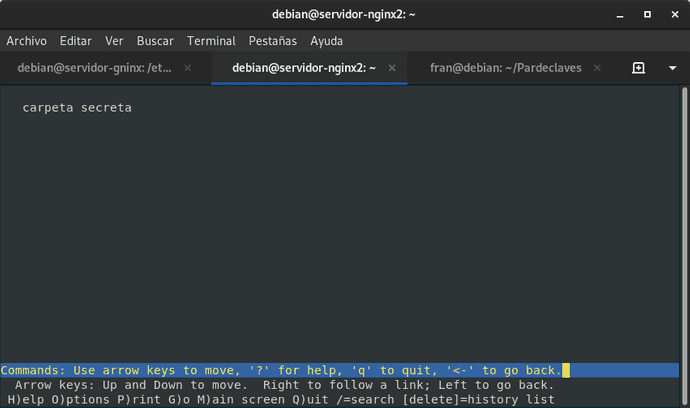 debian@servidor-nginx2: ~
Archivo Editar Ver Buscar Terminal Pestañas Ayuda
debian@servidor-gninx: /et... debian@servidor-nginx2: ~ fran@debian: ~/Pardeclaves
carpeta secreta
Commands: Use arrow keys to move, '?' for help, 'q' to quit, '<-' to go back.
Arrow keys: Up and Down to move.  Right to follow a link; Left to go back.
H)elp O)ptions P)rint G)o M)ain screen Q)uit /=search [delete]=history list